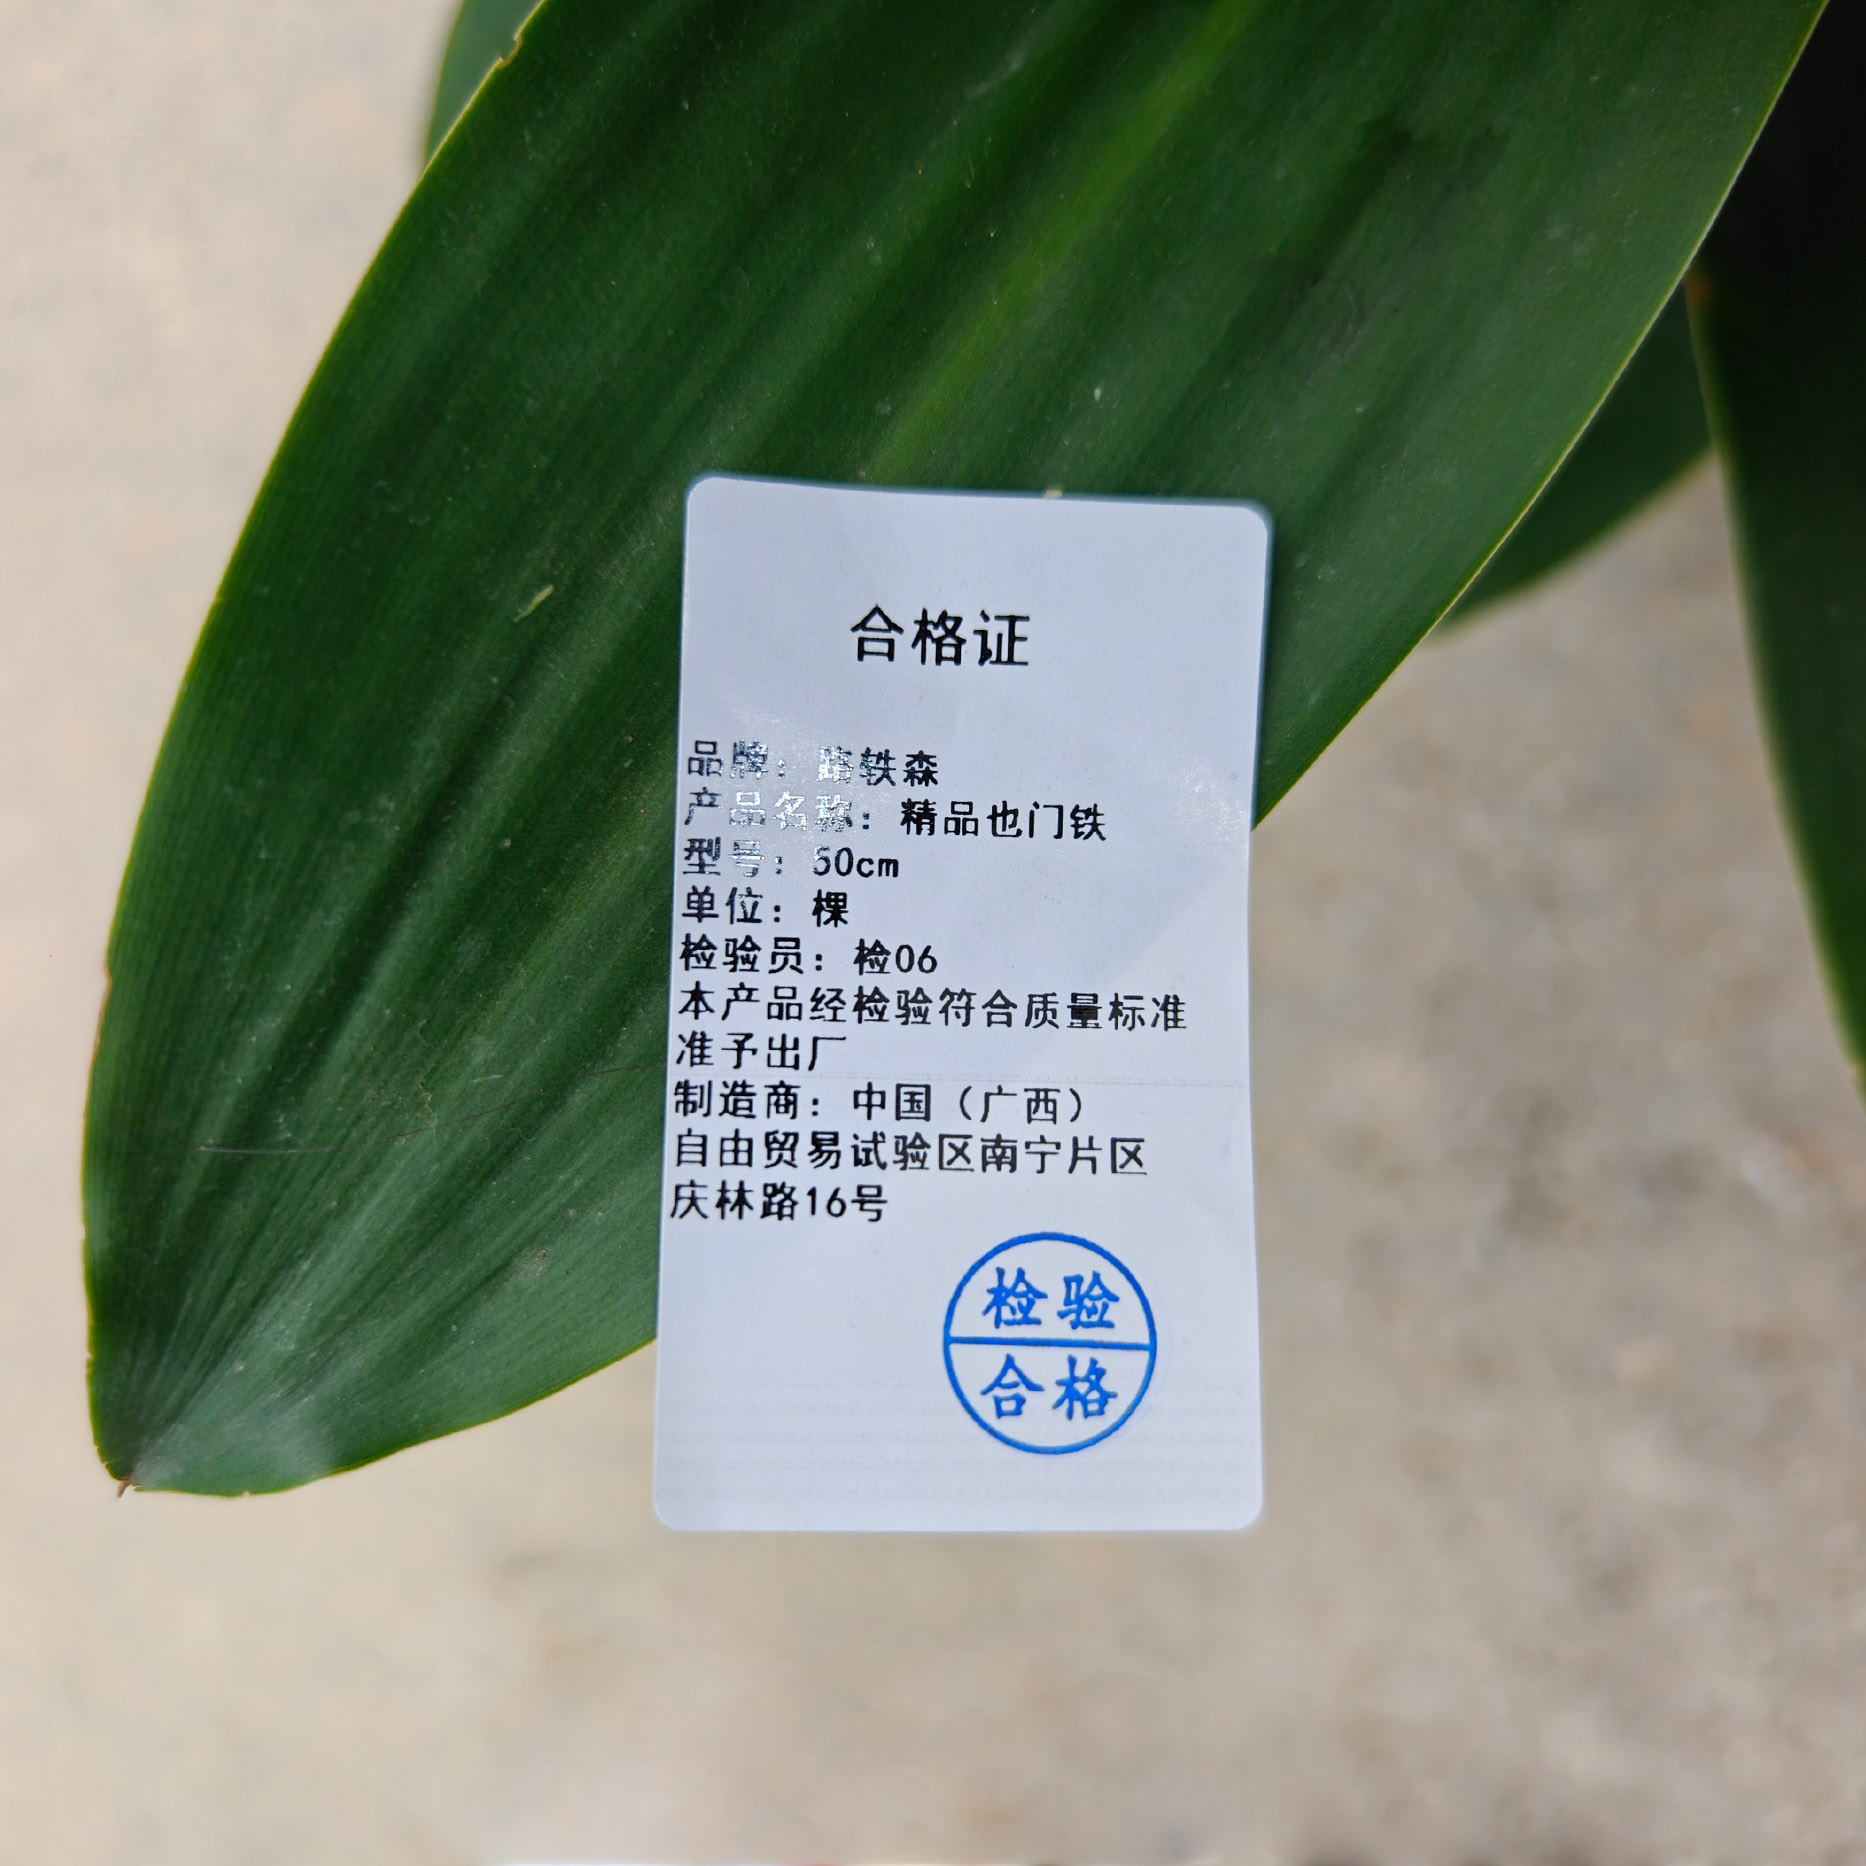 合格证
品牌：路轶森
产品名称：精品也门铁
型号：50cm
单位：棵
检验员：检06
本产品经检验符合质量标准
准予出厂
制造商：中国（广西）
自由贸易试验区南宁片区
庆林路16号
检验
合格